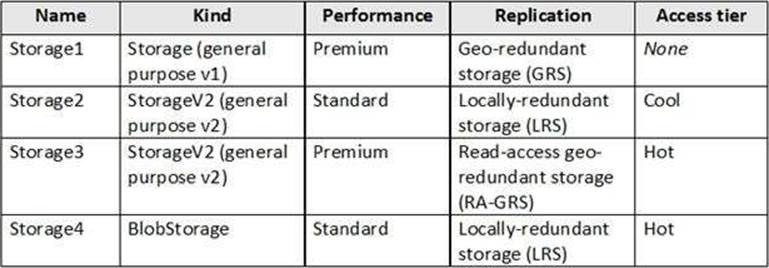 Name Kind Performance Replication Access tier
Storage1 Storage (general Premium Geo-redundant None
purpose v1) storage (GRS)
Storage2 StorageV2 (general Standard Locally-redundant Cool
purpose v2) storage (LRS)
Storage3 StorageV2 (general Premium Read-access geo- Hot
purpose v2) redundant storage
(RA-GRS)
Storage4 BlobStorage Standard Locally-redundant Hot
storage (LRS)